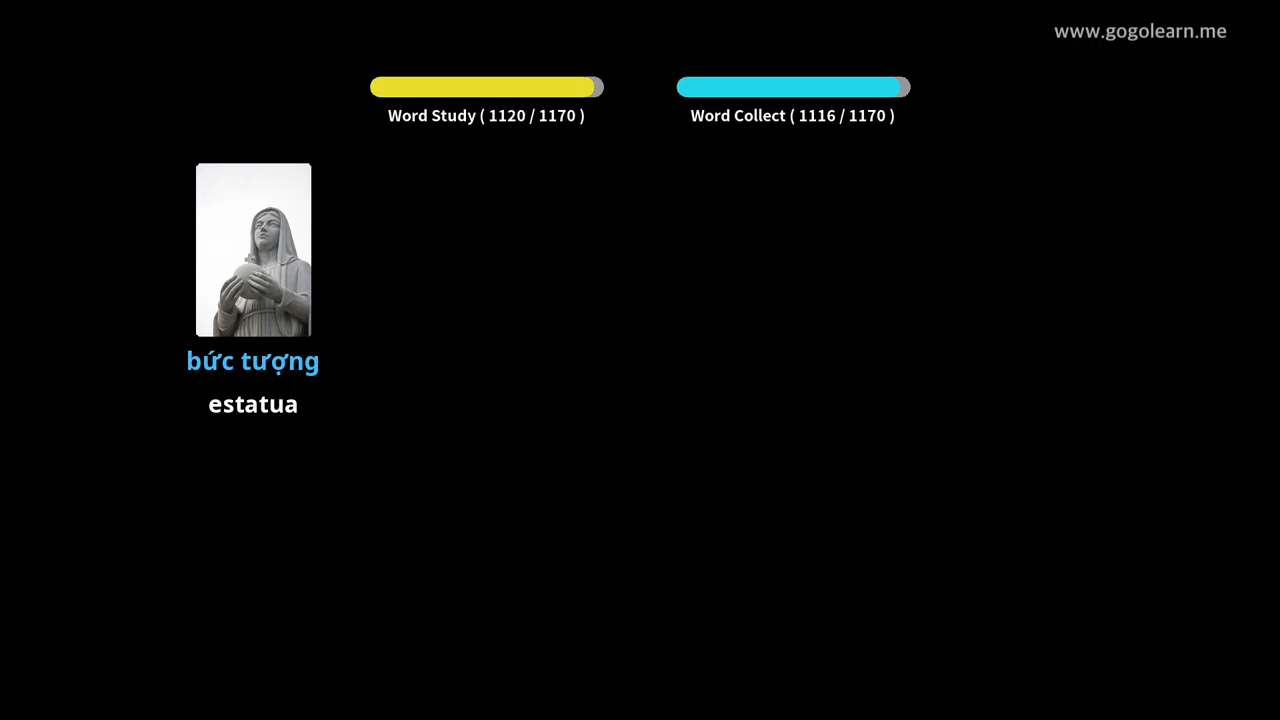 www.gogolearn.me
Word Study ( 1120 / 1170 )
Word Collect ( 1116 / 1170 )
bức tượng
estatua